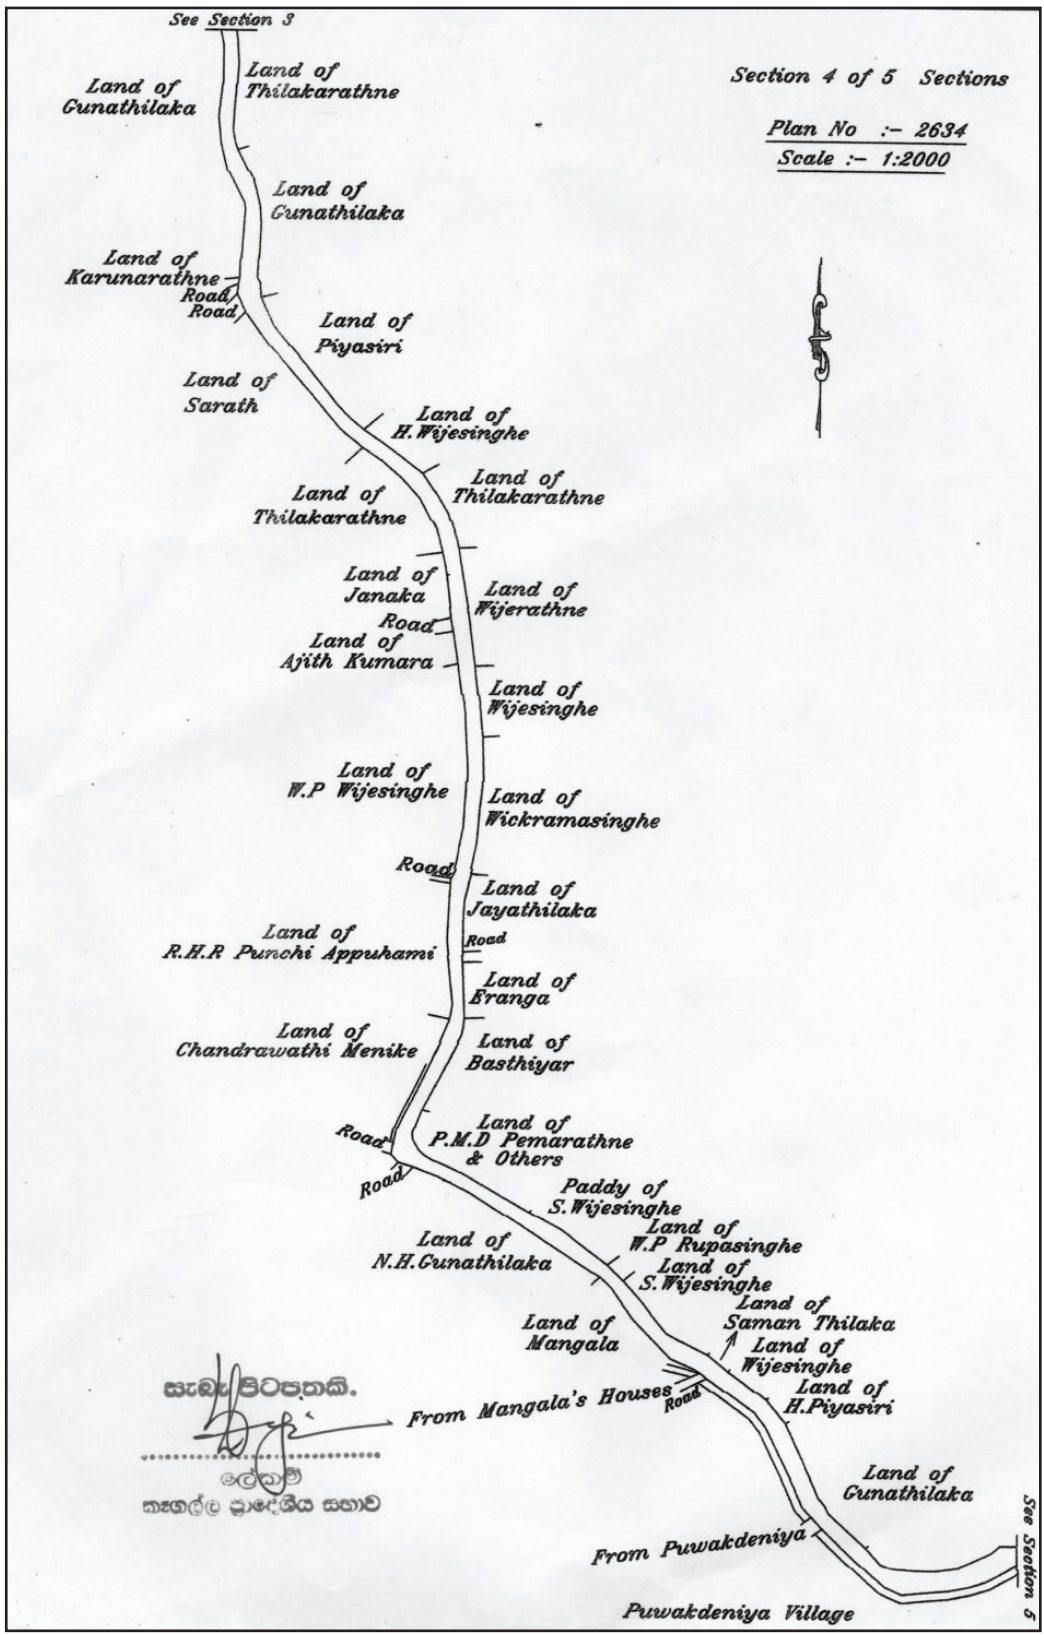 See Section 3
Section 4 of 5 Sections
Plan No :- 2634
Scale :- 1:2000
Land of
Gunathilaka
Land of
Thilakarathne
Land of
Gunathilaka
Land of
Karunarathne
Road
Road
Land of
Piyasiri
Land of
Sarath
Land of
H.Wijesinghe
Land of
Thilakarathne
Land of
Thilakarathne
Land of
Janaka
Land of
Wijerathne
Road
Land of
Ajith Kumara
Land of
Wijesinghe
Land of
W.P Wijesinghe
Land of
Wickramasinghe
Road
Land of
Jayathilaka
Land of
R.H.R Punchi Appuhami
Road
Land of
Eranga
Land of
Chandrawathi Menike
Land of
Basthiyar
Road
Land of
P.M.D Pemarathne
& Others
Road
Paddy of
S.Wijesinghe
Land of
W.P Rupasinghe
Land of
N.H.Gunathilaka
Land of
S.Wijesinghe
Land of
Saman Thilaka
Land of
Mangala
Land of
Wijesinghe
Land of
H.Piyasiri
From Mangala's Houses
Road
සැබෑ පිටපතකි.
ලේකම්
කෑගල්ල ප්‍රාදේශීය සභාව
Land of
Gunathilaka
From Puwakdeniya
See Section 5
Puwakdeniya Village